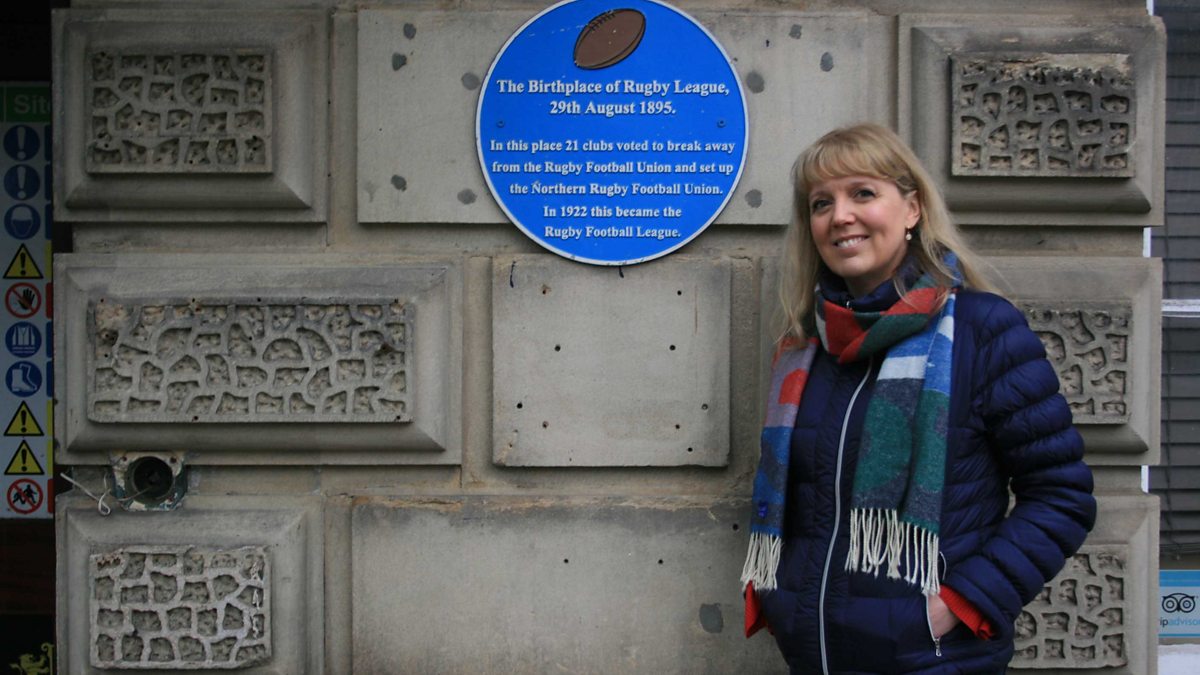 The Birthplace of Rugby League,
29th August 1895.
In this place 21 clubs voted to break away
from the Rugby Football Union and set up
the Northern Rugby Football Union.
In 1922 this became the
Rugby Football League.
Site
ipadvisor